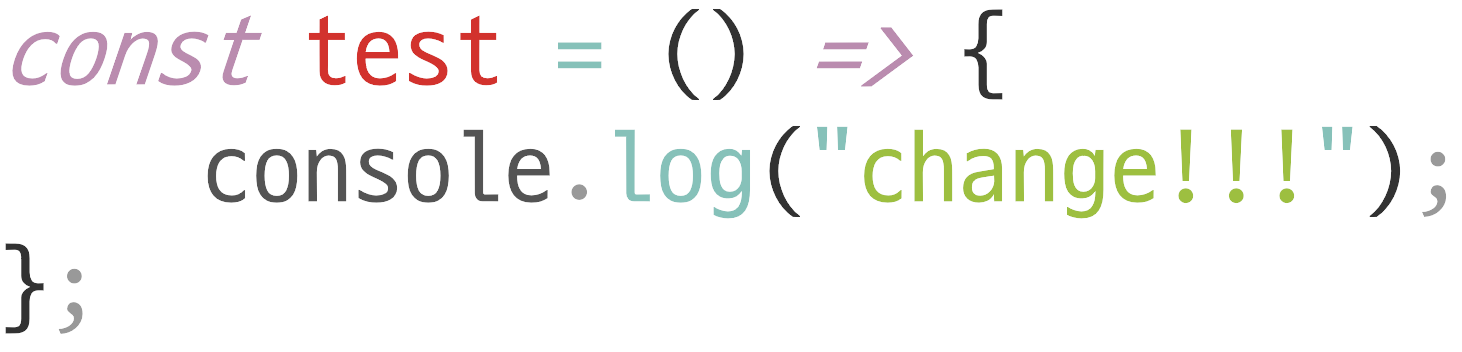 const test = () => {
    console.log("change!!!");
};